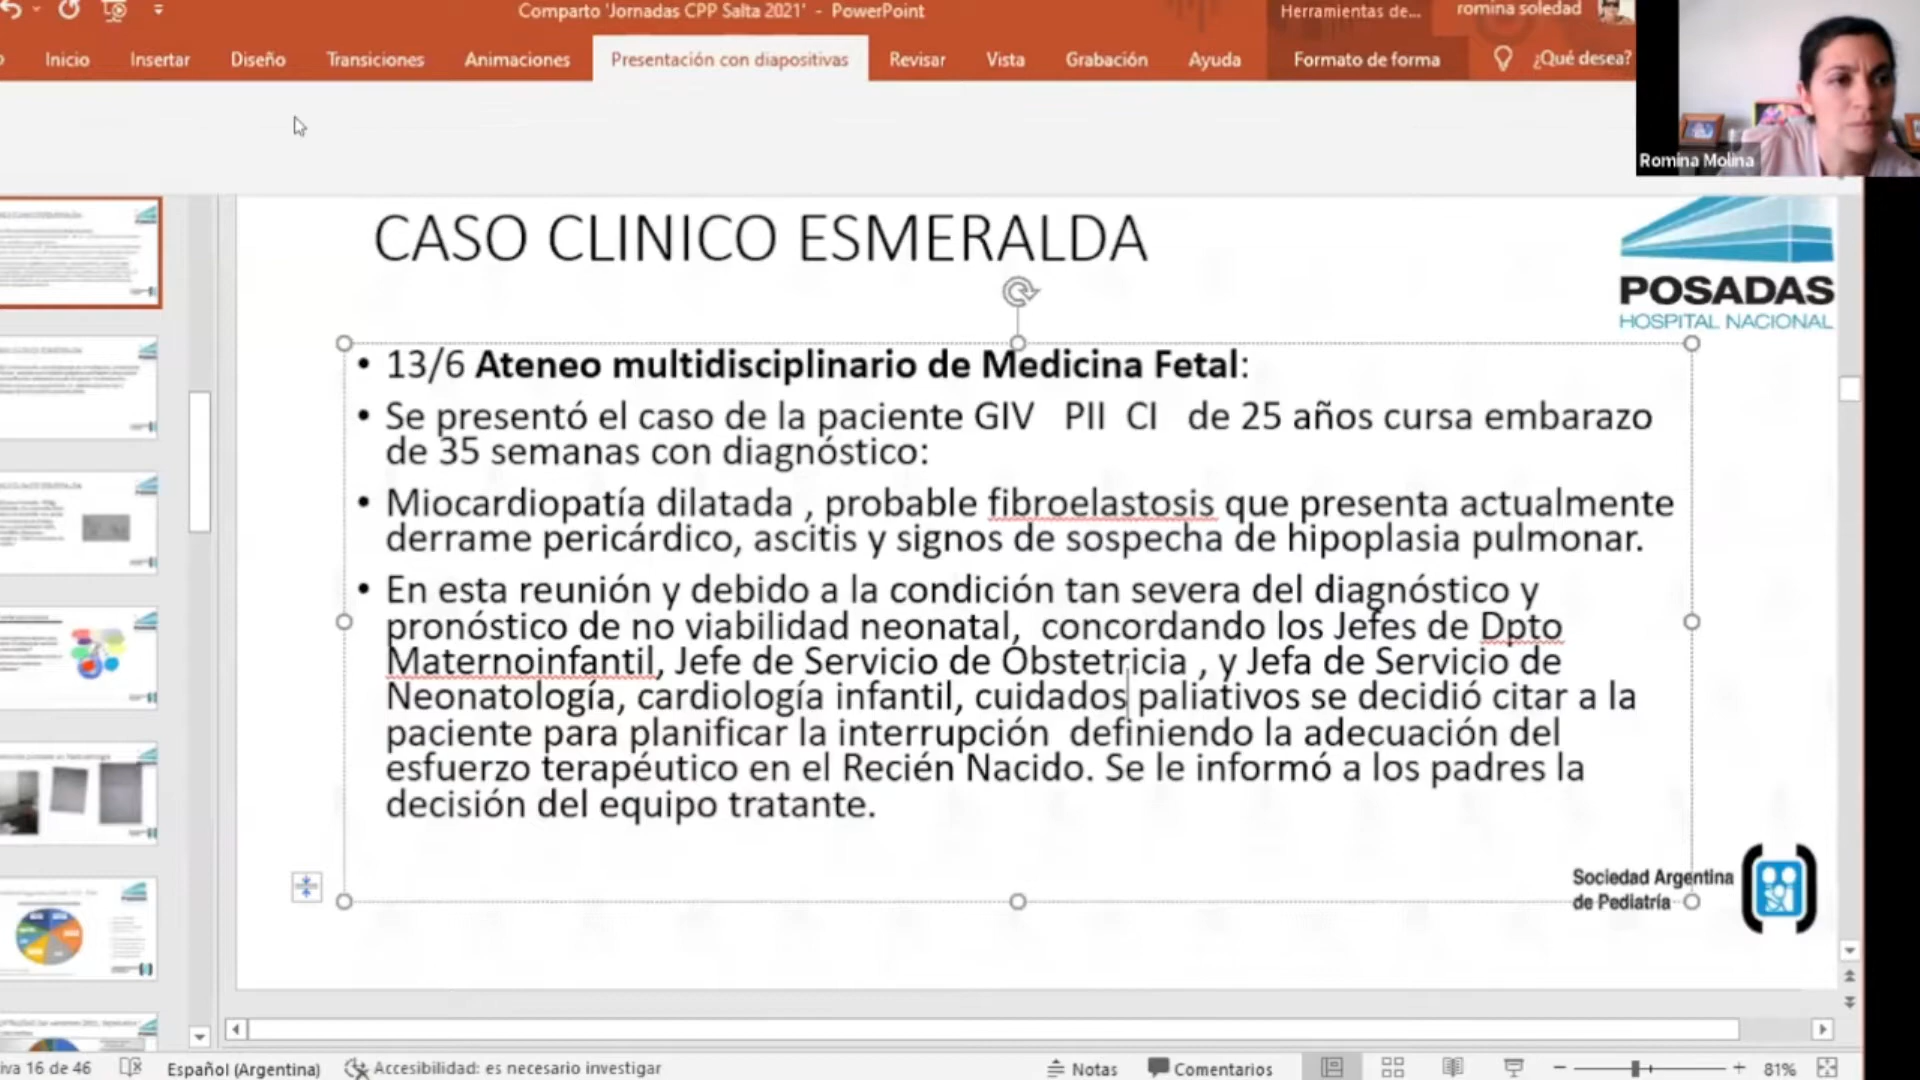 Comparto 'Jornadas CPP Salta 2021' - PowerPoint
Herramientas de...
romina soledad
Inicio
Insertar
Diseño
Transiciones
Animaciones
Presentación con diapositivas
Revisar
Vista
Grabación
Ayuda
Formato de forma
¿Qué desea?
Romina Molina
CASO CLINICO ESMERALDA
POSADAS
HOSPITAL NACIONAL
• 13/6 Ateneo multidisciplinario de Medicina Fetal:
• Se presentó el caso de la paciente GIV PII CI de 25 años cursa embarazo
de 35 semanas con diagnóstico:
• Miocardiopatía dilatada , probable fibroelastosis que presenta actualmente
derrame pericárdico, ascitis y signos de sospecha de hipoplasia pulmonar.
• En esta reunión y debido a la condición tan severa del diagnóstico y
pronóstico de no viabilidad neonatal, concordando los Jefes de Dpto
Maternoinfantil, Jefe de Servicio de Obstetricia , y Jefa de Servicio de
Neonatología, cardiología infantil, cuidados paliativos se decidió citar a la
paciente para planificar la interrupción definiendo la adecuación del
esfuerzo terapéutico en el Recién Nacido. Se le informó a los padres la
decisión del equipo tratante.
Sociedad Argentina
de Pediatría
iva 16 de 46
Español (Argentina)
Accesibilidad: es necesario investigar
Notas
Comentarios
81%